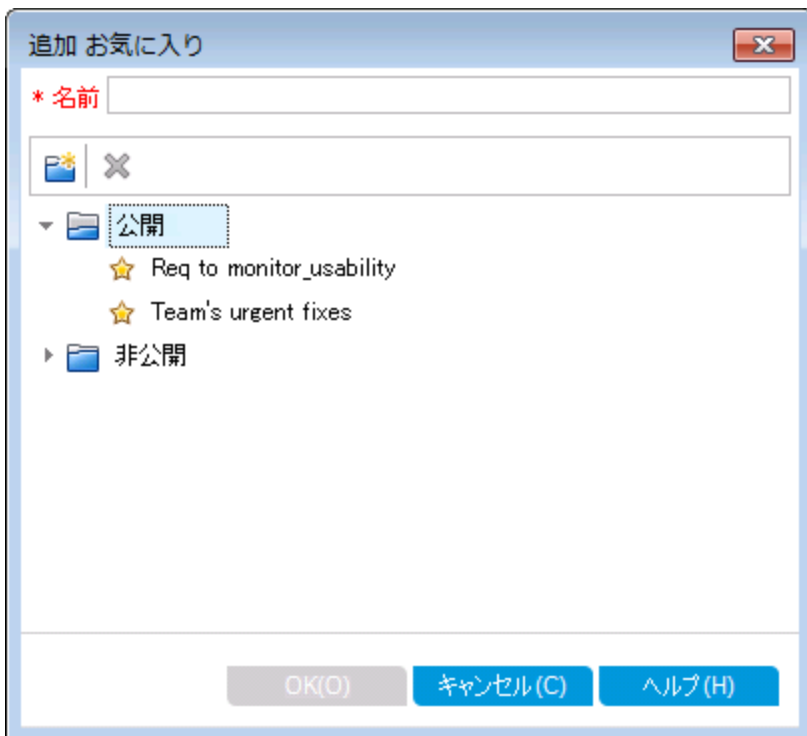 追加 お気に入り
* 名前
公開
Req to monitor_usability
Team's urgent fixes
非公開
OK(O) キャンセル(C) ヘルプ(H)